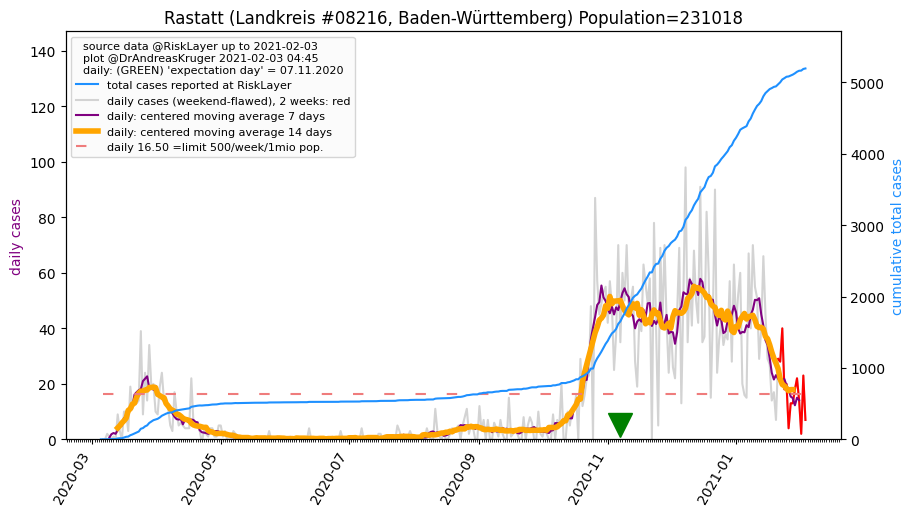 Rastatt (Landkreis #08216, Baden-Württemberg) Population=231018
source data @RiskLayer up to 2021-02-03
plot @DrAndreasKruger 2021-02-03 04:45
daily: (GREEN) 'expectation day' = 07.11.2020
total cases reported at RiskLayer
daily cases (weekend-flawed), 2 weeks: red
daily: centered moving average 7 days
daily: centered moving average 14 days
daily 16.50 =limit 500/week/1mio pop.
daily cases
140
120
100
80
60
40
20
0
cumulative total cases
5000
4000
3000
2000
1000
0
2020-03
2020-05
2020-07
2020-09
2020-11
2021-01